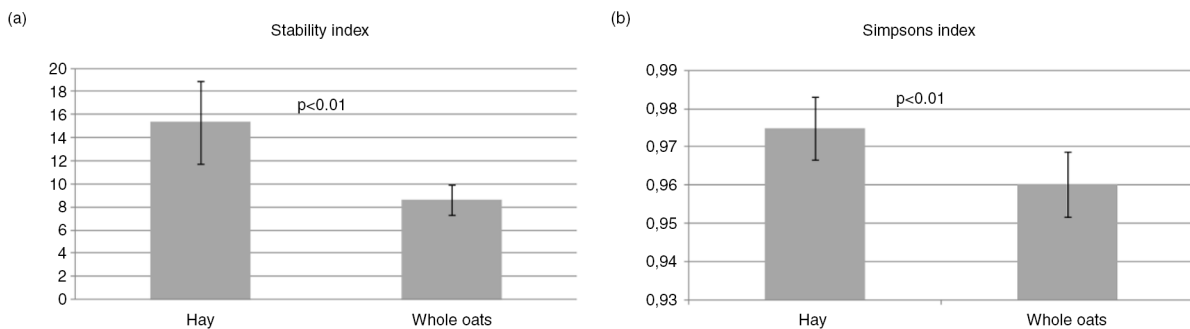 (a)
Stability index
20
18
16
14
12
10
8
6
4
2
0
p<0.01
Hay
Whole oats
(b)
Simpsons index
0,99
0,98
0,97
0,96
0,95
0,94
0,93
p<0.01
Hay
Whole oats